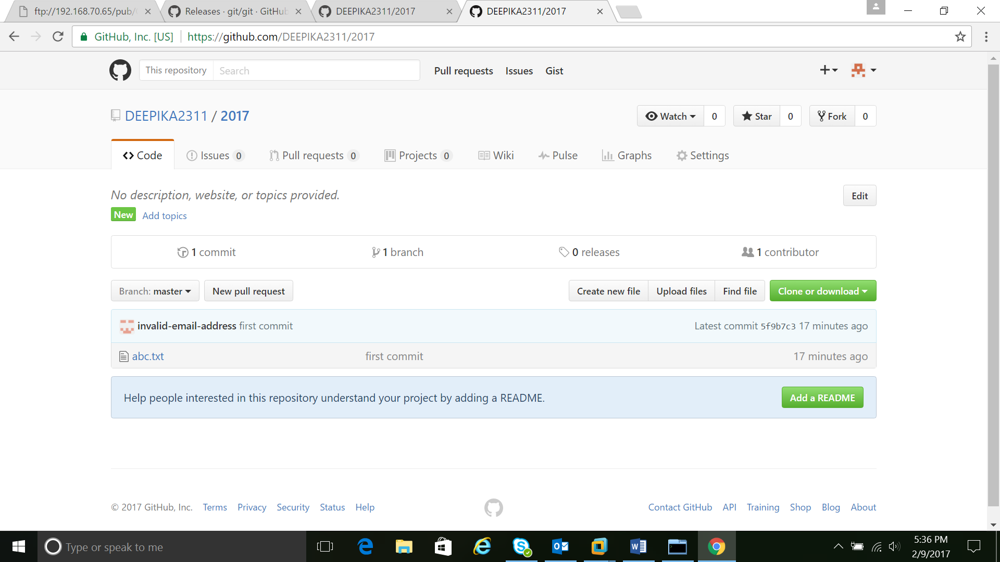 ftp://192.168.70.65/pub/
Releases · git/git · GitHub
DEEPIKA2311/2017
DEEPIKA2311/2017
GitHub, Inc. [US]
https://github.com/DEEPIKA2311/2017
This repository
Search
Pull requests
Issues
Gist
DEEPIKA2311 / 2017
Watch 0
Star 0
Fork 0
Code
Issues 0
Pull requests 0
Projects 0
Wiki
Pulse
Graphs
Settings
No description, website, or topics provided.
Edit
New Add topics
1 commit
1 branch
0 releases
1 contributor
Branch: master
New pull request
Create new file
Upload files
Find file
Clone or download
invalid-email-address first commit
Latest commit 5f9b7c3 17 minutes ago
abc.txt
first commit
17 minutes ago
Help people interested in this repository understand your project by adding a README.
Add a README
© 2017 GitHub, Inc.
Terms
Privacy
Security
Status
Help
Contact GitHub
API
Training
Shop
Blog
About
Type or speak to me
5:36 PM
2/9/2017